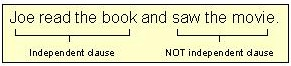 Joe read the book and saw the movie.
Independent clause NOT independent clause